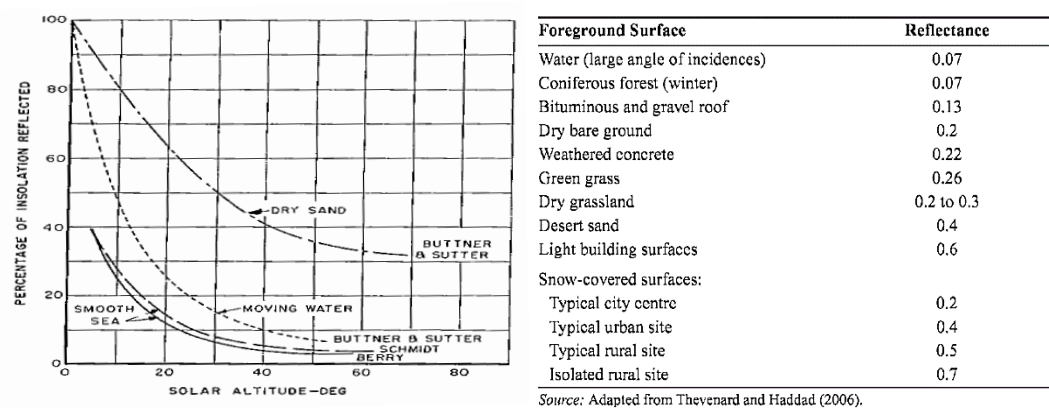 PERCENTAGE OF INSOLATION REFLECTED
100
80
60
40
20
0
DRY SAND
BUTTNER
& SUTTER
SMOOTH
SEA
MOVING WATER
BUTTNER & SUTTER
SCHMIDT
BERRY
0 20 40 60 80
SOLAR ALTITUDE-DEG
Foreground Surface Reflectance
Water (large angle of incidences) 0.07
Coniferous forest (winter) 0.07
Bituminous and gravel roof 0.13
Dry bare ground 0.2
Weathered concrete 0.22
Green grass 0.26
Dry grassland 0.2 to 0.3
Desert sand 0.4
Light building surfaces 0.6
Snow-covered surfaces:
Typical city centre 0.2
Typical urban site 0.4
Typical rural site 0.5
Isolated rural site 0.7
Source: Adapted from Thevenard and Haddad (2006).